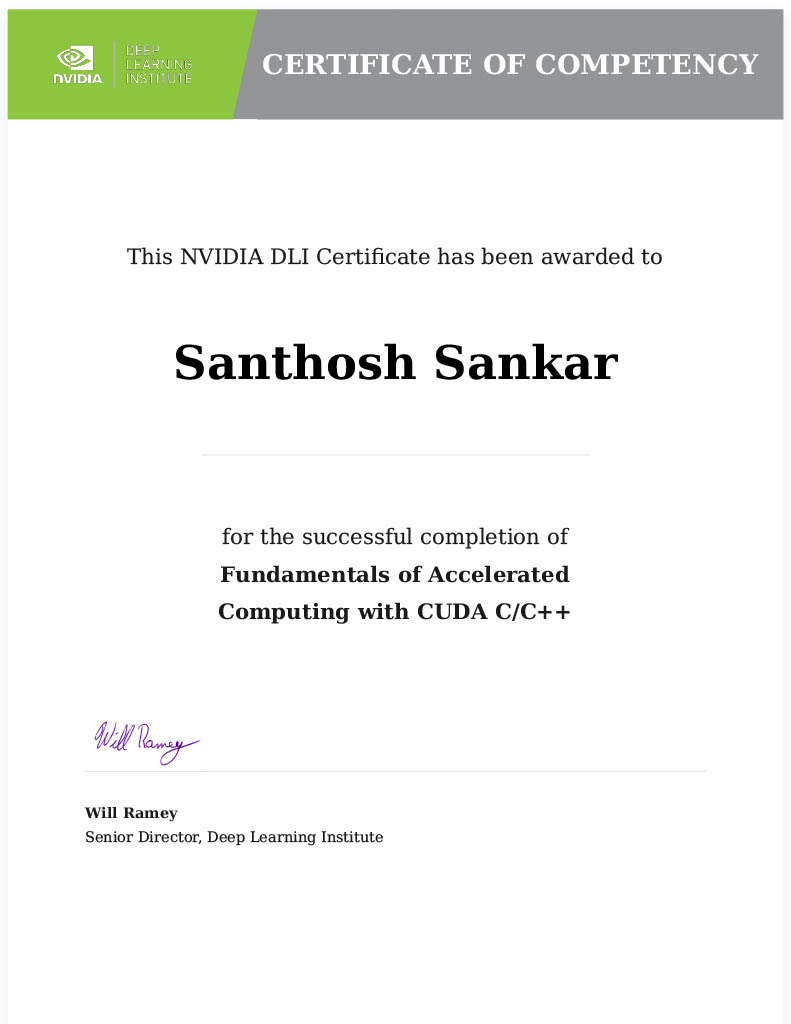 NVIDIA
DEEP
LEARNING
INSTITUTE
CERTIFICATE OF COMPETENCY
This NVIDIA DLI Certificate has been awarded to
Santhosh Sankar
for the successful completion of
Fundamentals of Accelerated
Computing with CUDA C/C++
Will Ramey
Will Ramey
Senior Director, Deep Learning Institute